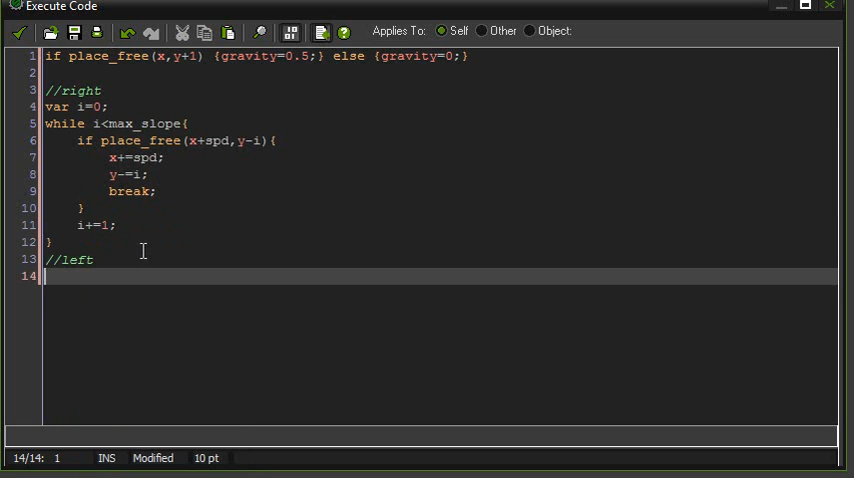 Execute Code
Applies To: Self Other Object:
1 if place_free(x,y+1) {gravity=0.5;} else {gravity=0;}
2
3 //right
4 var i=0;
5 while i<max_slope{
6 if place_free(x+spd,y-i){
7 x+=spd;
8 y-=i;
9 break;
10 }
11 i+=1;
12 }
13 //left
14
14/14: 1 INS Modified 10 pt